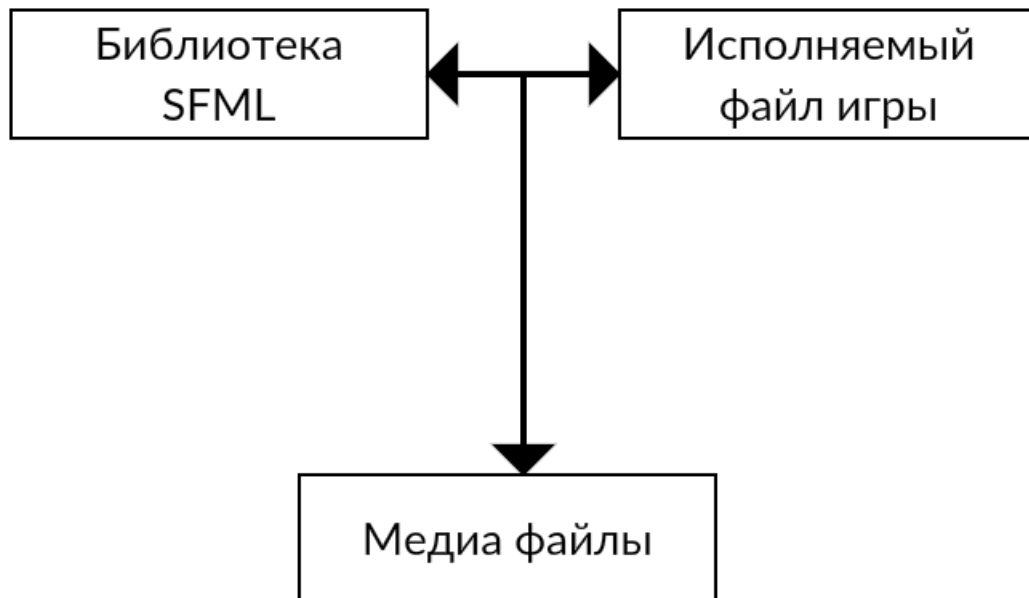 Библиотека
SFML
Исполняемый
файл игры
Медиа файлы